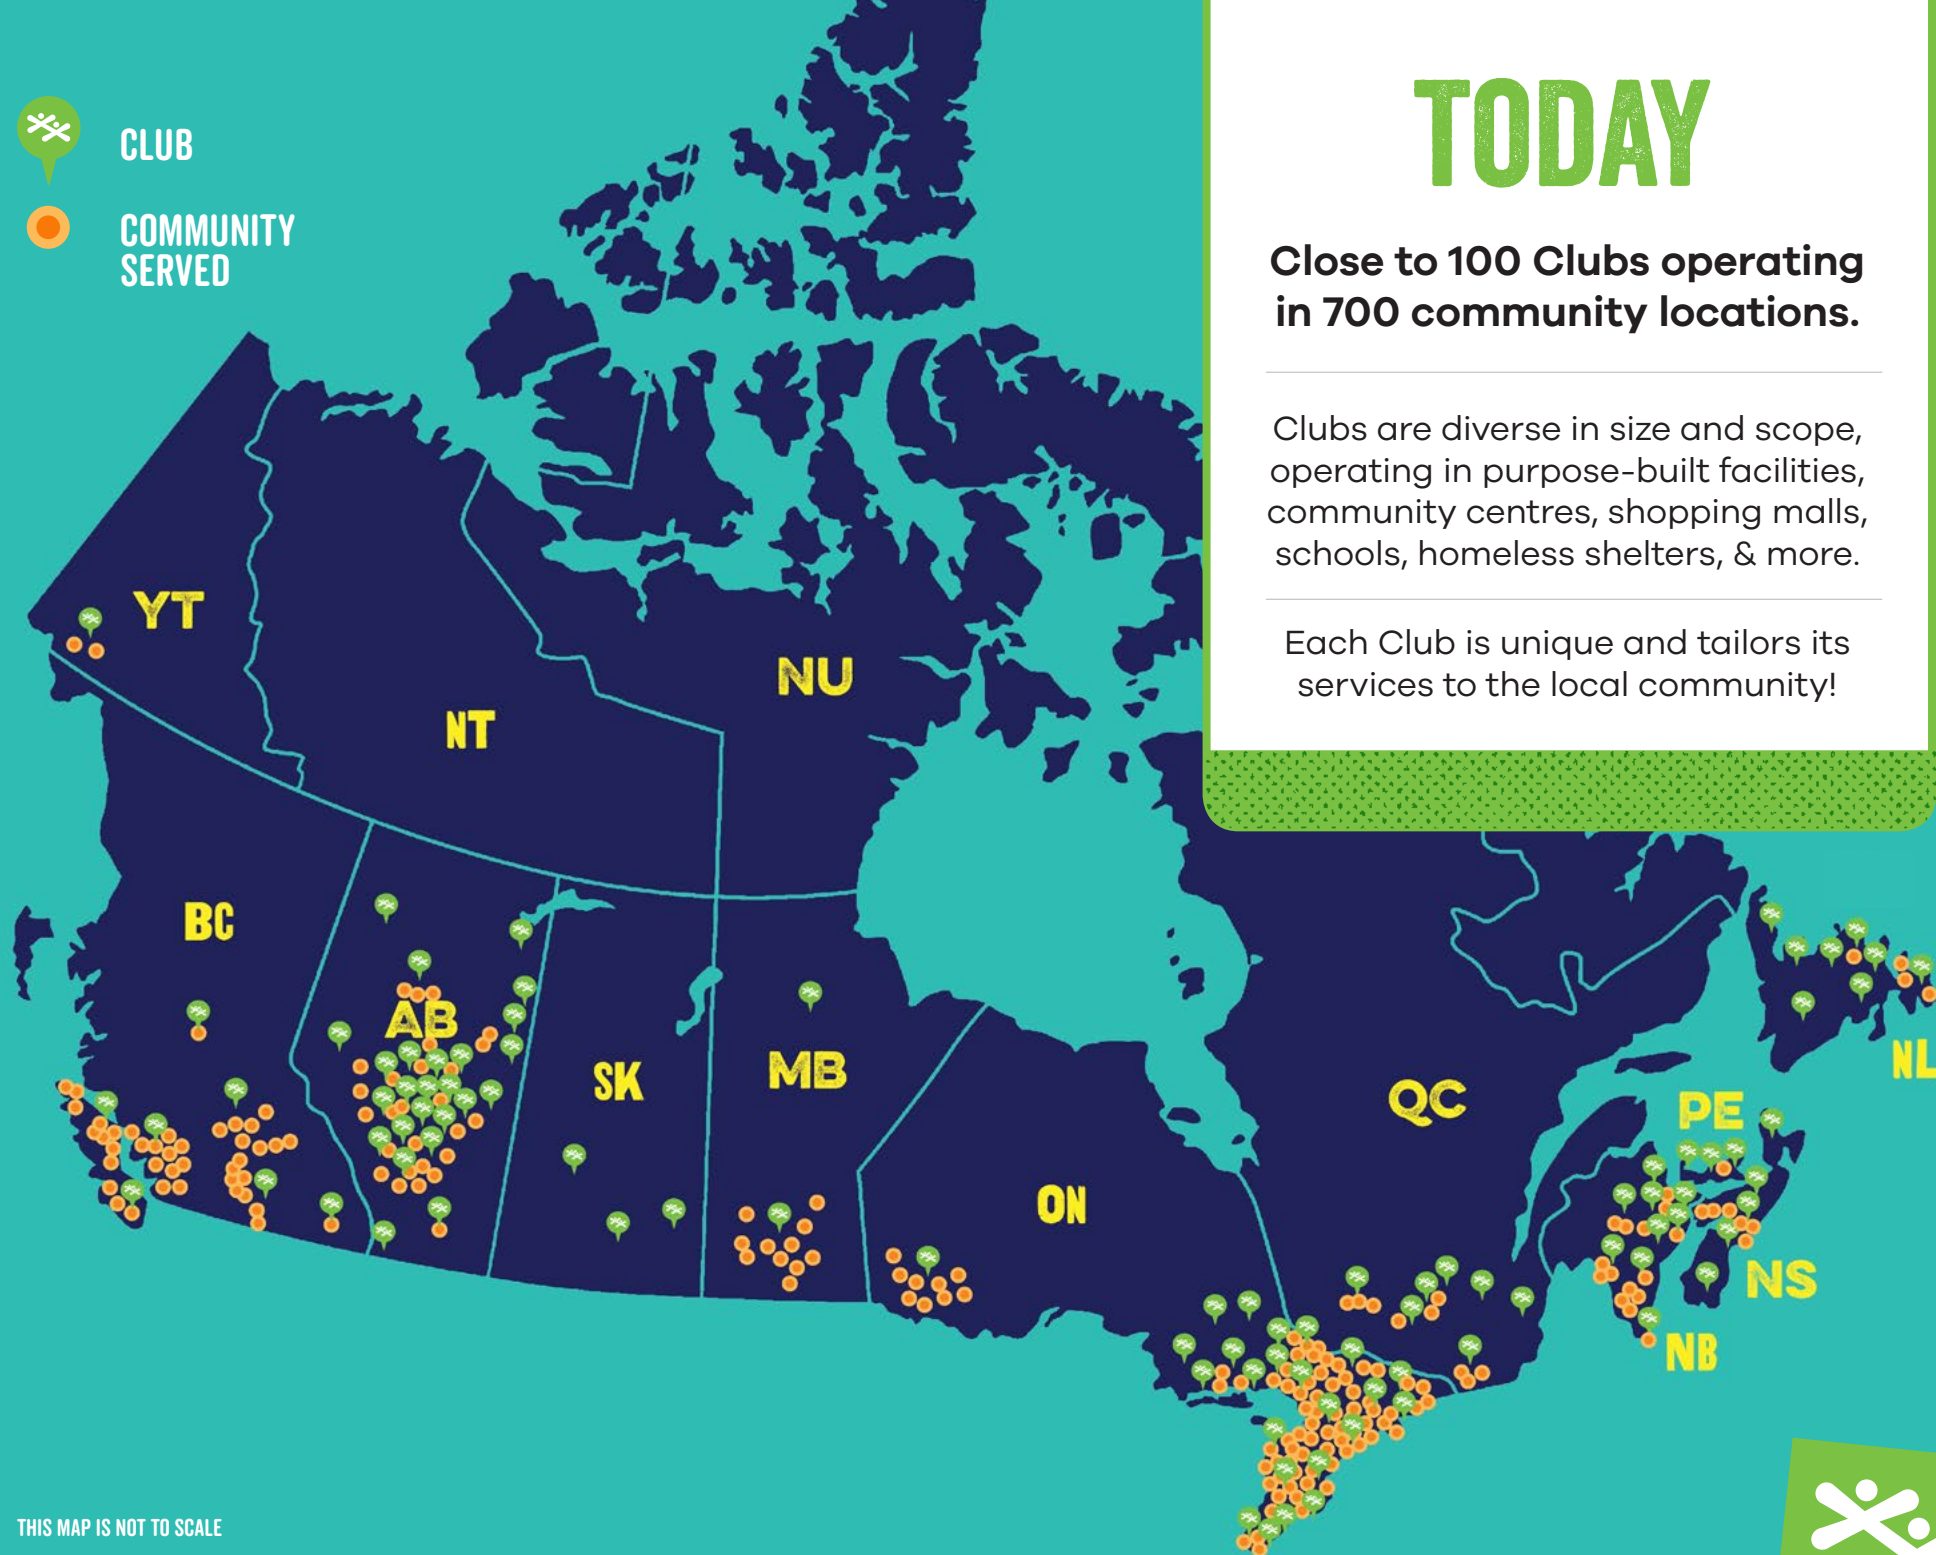 CLUB
COMMUNITY
SERVED
TODAY
Close to 100 Clubs operating
in 700 community locations.
Clubs are diverse in size and scope,
operating in purpose-built facilities,
community centres, shopping malls,
schools, homeless shelters, & more.
Each Club is unique and tailors its
services to the local community!
YT
NT
NU
BC
AB
SK
MB
ON
QC
NL
PE
NS
NB
THIS MAP IS NOT TO SCALE